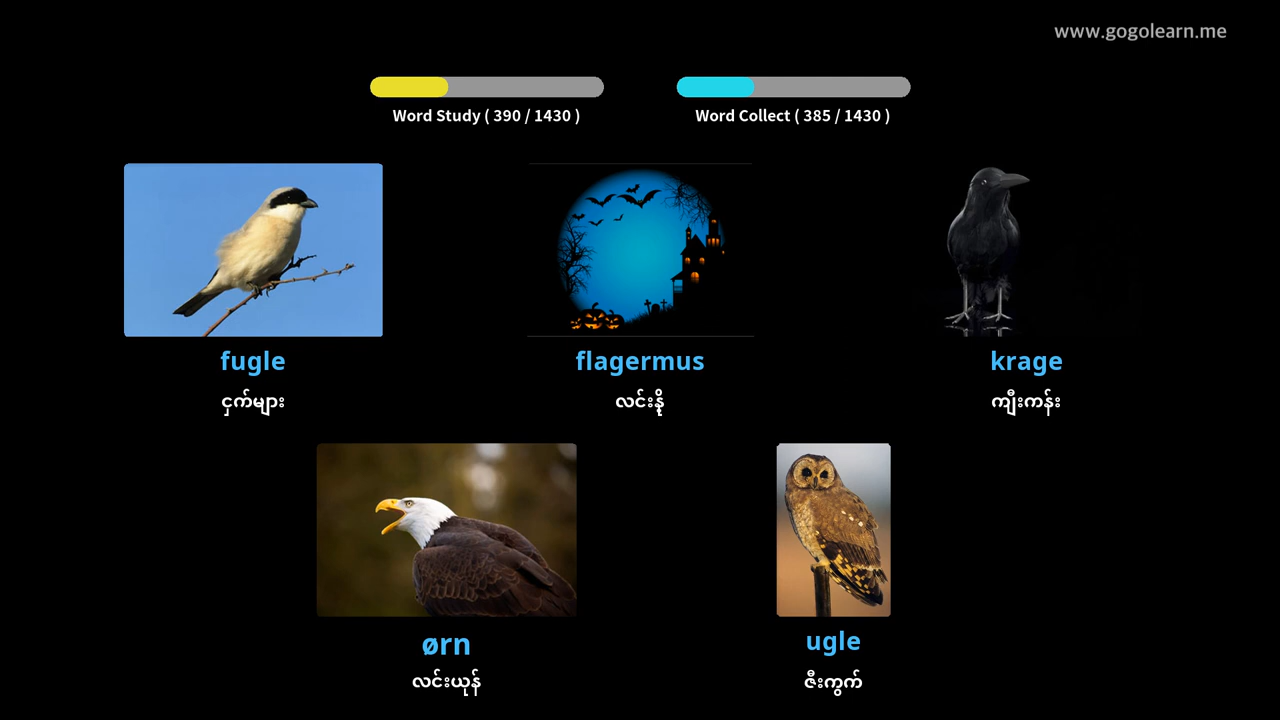 www.gogolearn.me
Word Study ( 390 / 1430 )
Word Collect ( 385 / 1430 )
fugle
flagermus
krage
ငှက်များ
လင်းနို့
ကျီးကန်း
ørn
ugle
လင်းယုန်
ဇီးကွက်